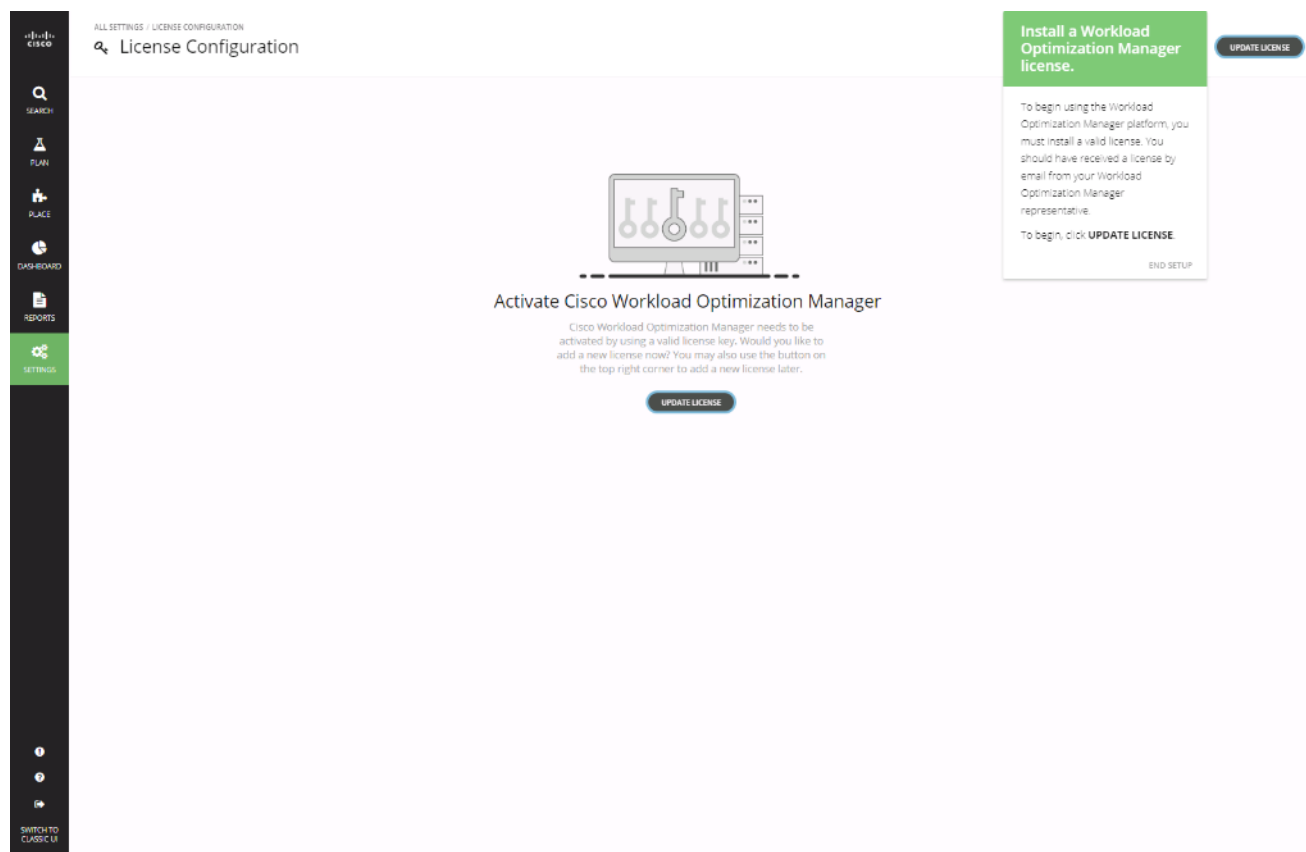 CISCO
SEARCH
PLAN
PLACE
DASHBOARD
REPORTS
SETTINGS
SWITCH TO
CLASSIC UI
ALL SETTINGS / LICENSE CONFIGURATION
License Configuration
Install a Workload
Optimization Manager
license.
To begin using the Workload
Optimization Manager platform, you
must install a valid license. You
should have received a license by
email from your Workload
Optimization Manager
representative.
To begin, click UPDATE LICENSE.
END SETUP
UPDATE LICENSE
Activate Cisco Workload Optimization Manager
Cisco Workload Optimization Manager needs to be
activated by using a valid license key. Would you like to
add a new license now? You may also use the button on
the top right corner to add a new license later.
UPDATE LICENSE